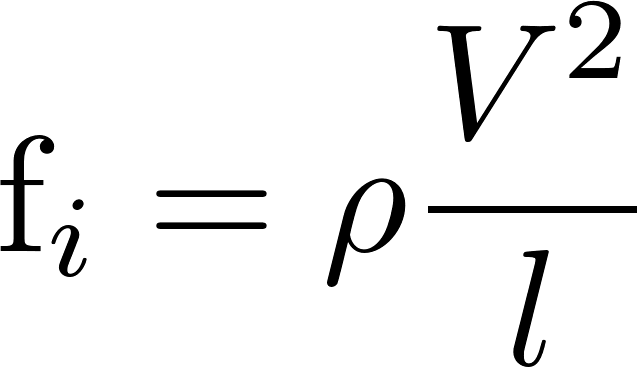 f_i = ρ V^2 / l